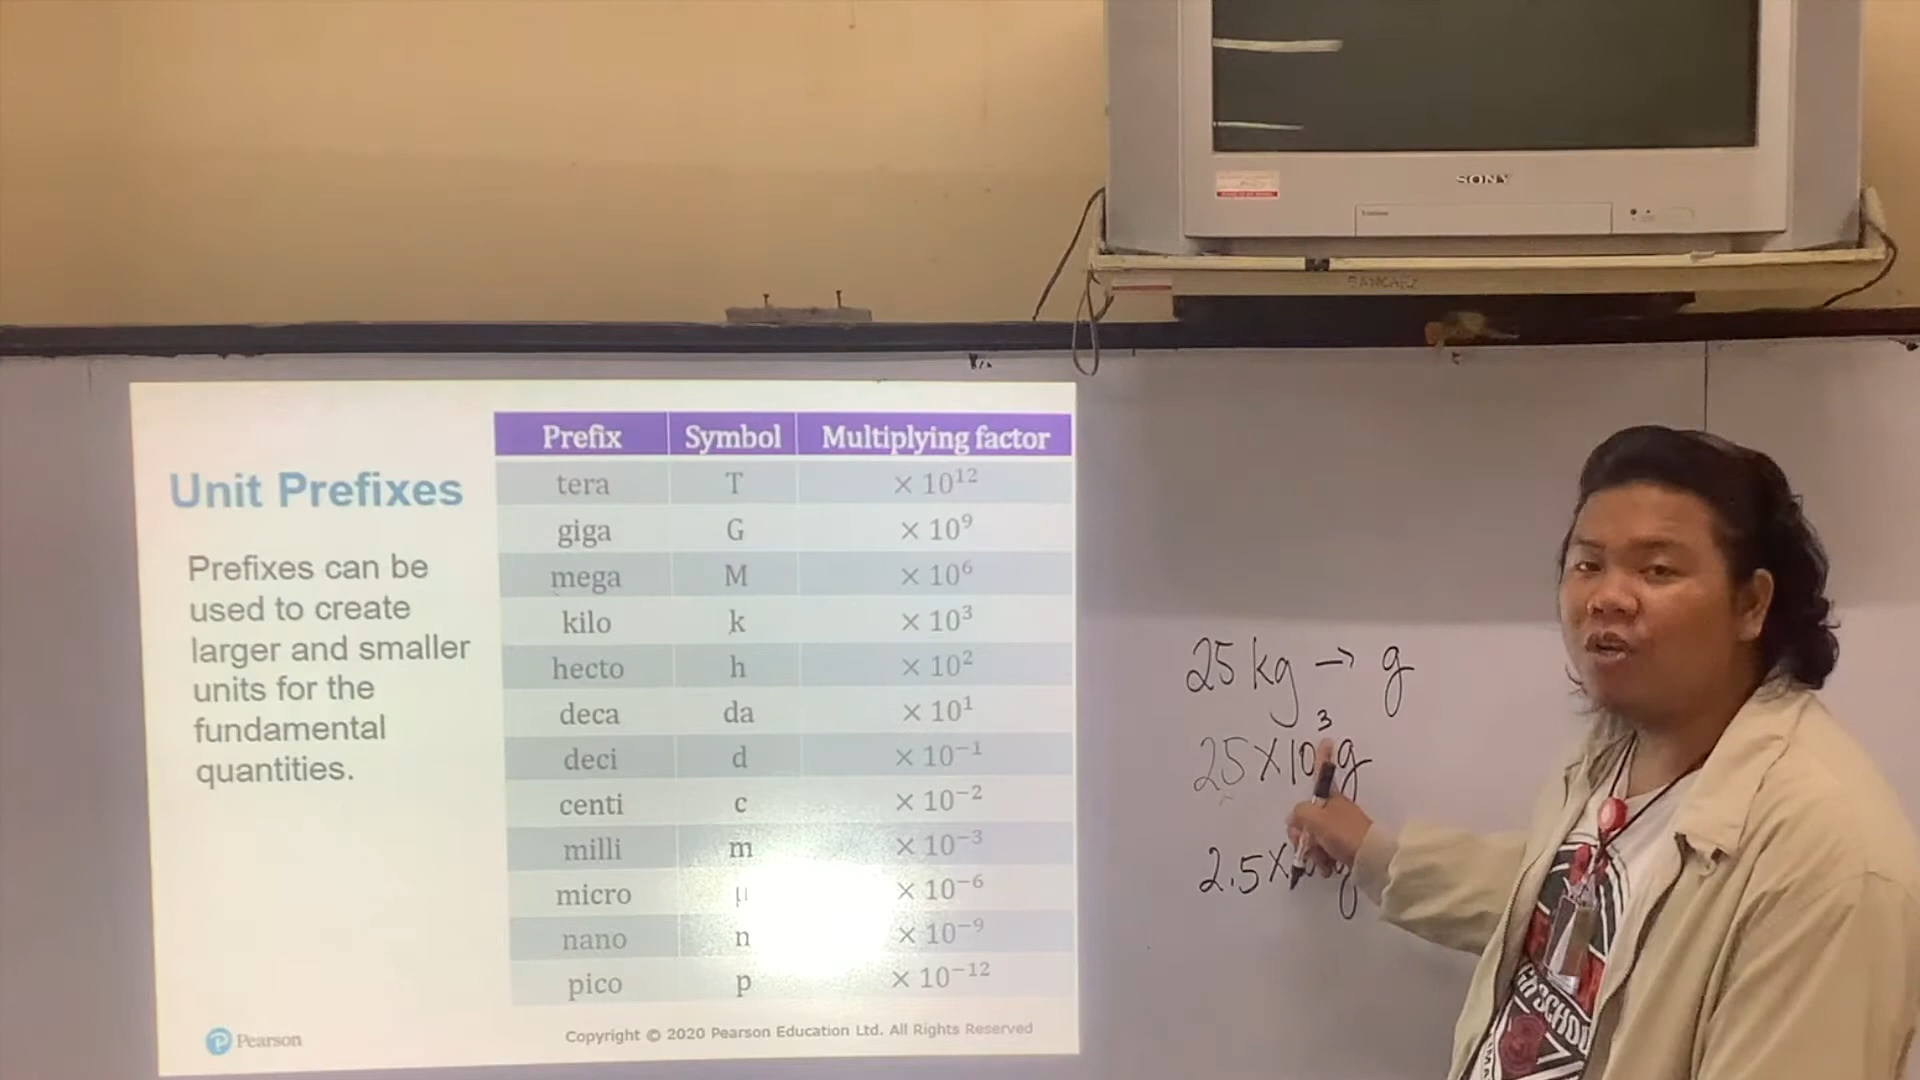 SONY
SANCHEZ
Unit Prefixes
Prefixes can be
used to create
larger and smaller
units for the
fundamental
quantities.
Prefix Symbol Multiplying factor
tera T × 10¹²
giga G × 10⁹
mega M × 10⁶
kilo k × 10³
hecto h × 10²
deca da × 10¹
deci d × 10⁻¹
centi c × 10⁻²
milli m × 10⁻³
micro μ × 10⁻⁶
nano n × 10⁻⁹
pico p × 10⁻¹²
Pearson
Copyright © 2020 Pearson Education Ltd. All Rights Reserved
25 kg → g
25 × 10³ g
2.5 × g